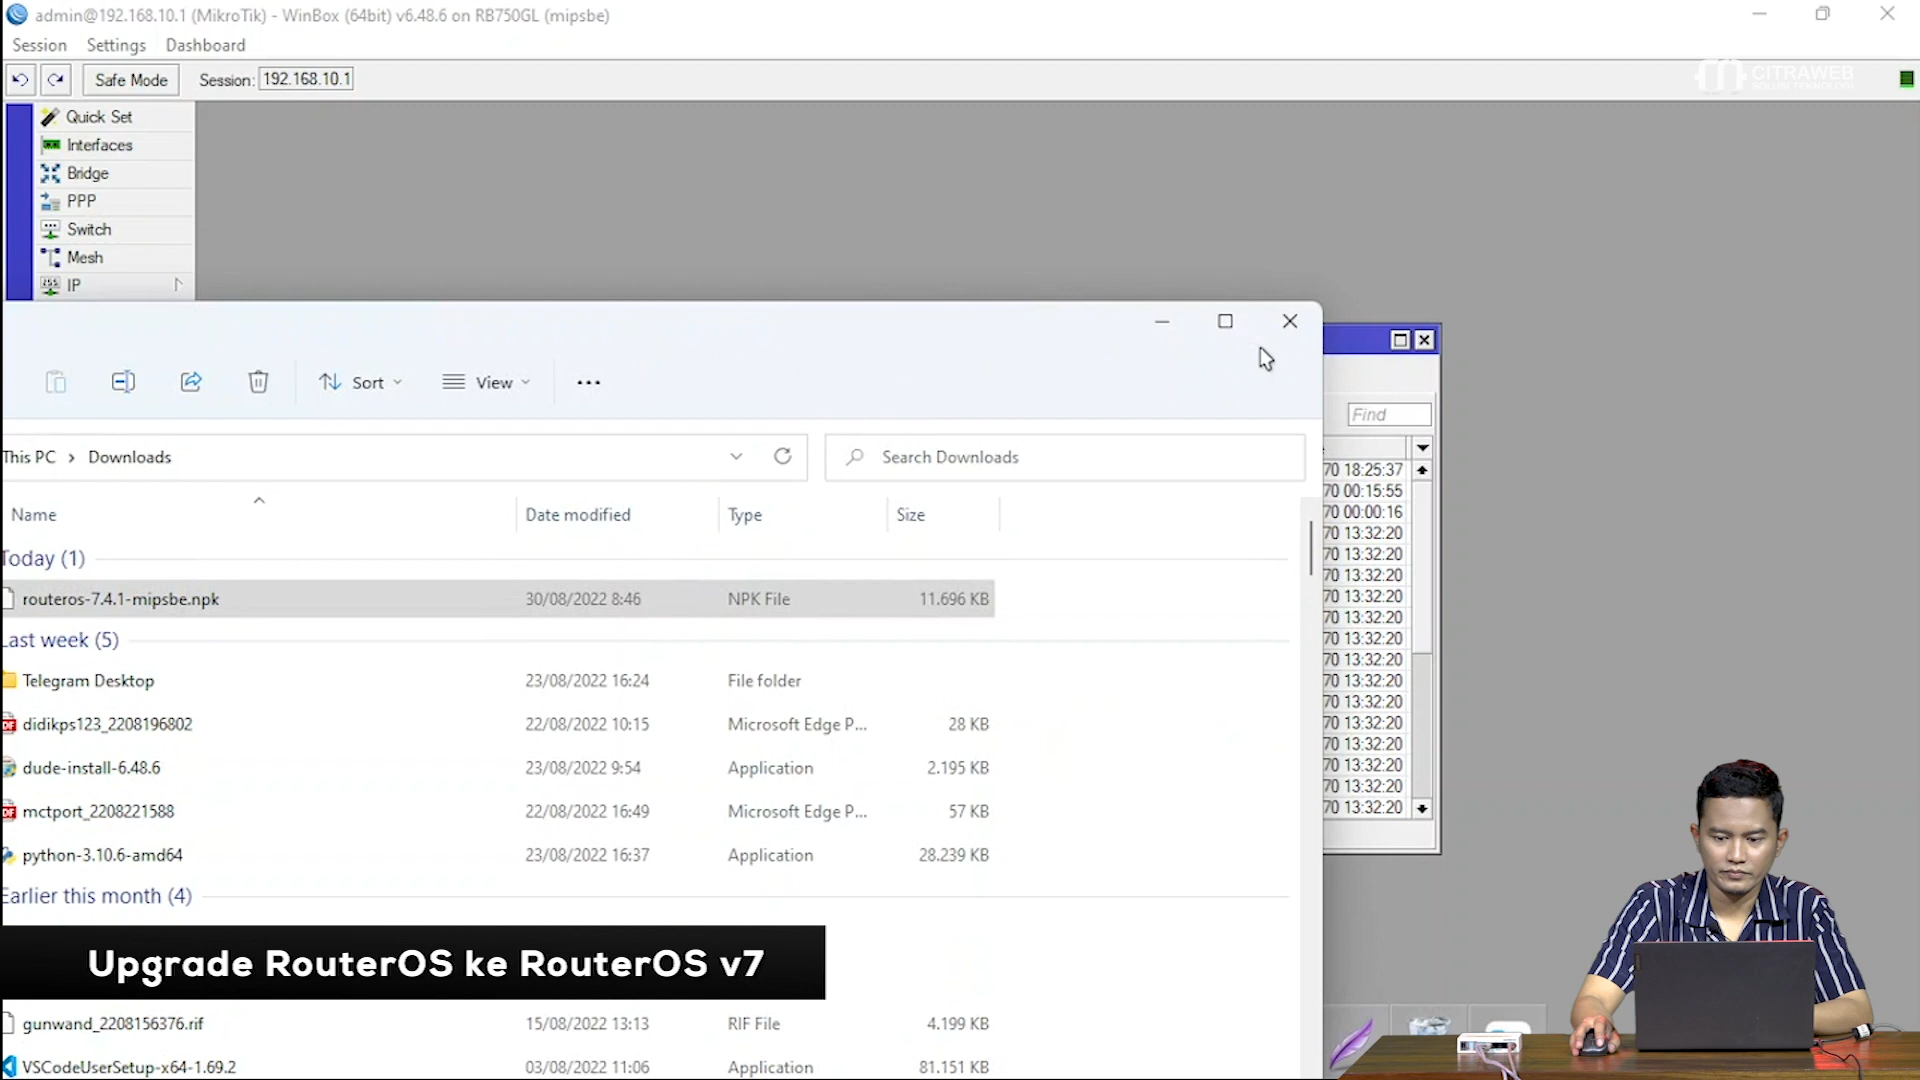 admin@192.168.10.1 (MikroTik) - WinBox (64bit) v6.48.6 on RB750GL (mipsbe)
Session Settings Dashboard
Safe Mode Session: 192.168.10.1
CITRAWEB
SOLUSI TEKNOLOGI
Quick Set
Interfaces
Bridge
PPP
Switch
Mesh
IP
Sort View
Find
This PC > Downloads
Search Downloads
Name Date modified Type Size
Today (1)
routeros-7.4.1-mipsbe.npk 30/08/2022 8:46 NPK File 11.696 KB
Last week (5)
Telegram Desktop 23/08/2022 16:24 File folder
didikps123_2208196802 22/08/2022 10:15 Microsoft Edge P... 28 KB
dude-install-6.48.6 23/08/2022 9:54 Application 2.195 KB
mctport_2208221588 22/08/2022 16:49 Microsoft Edge P... 57 KB
python-3.10.6-amd64 23/08/2022 16:37 Application 28.239 KB
Earlier this month (4)
Upgrade RouterOS ke RouterOS v7
gunwand_2208156376.rif 15/08/2022 13:13 RIF File 4.199 KB
VSCodeUserSetup-x64-1.69.2 03/08/2022 11:06 Application 81.151 KB
70 18:25:37
70 00:15:55
70 00:00:16
70 13:32:20
70 13:32:20
70 13:32:20
70 13:32:20
70 13:32:20
70 13:32:20
70 13:32:20
70 13:32:20
70 13:32:20
70 13:32:20
70 13:32:20
70 13:32:20
70 13:32:20
70 13:32:20